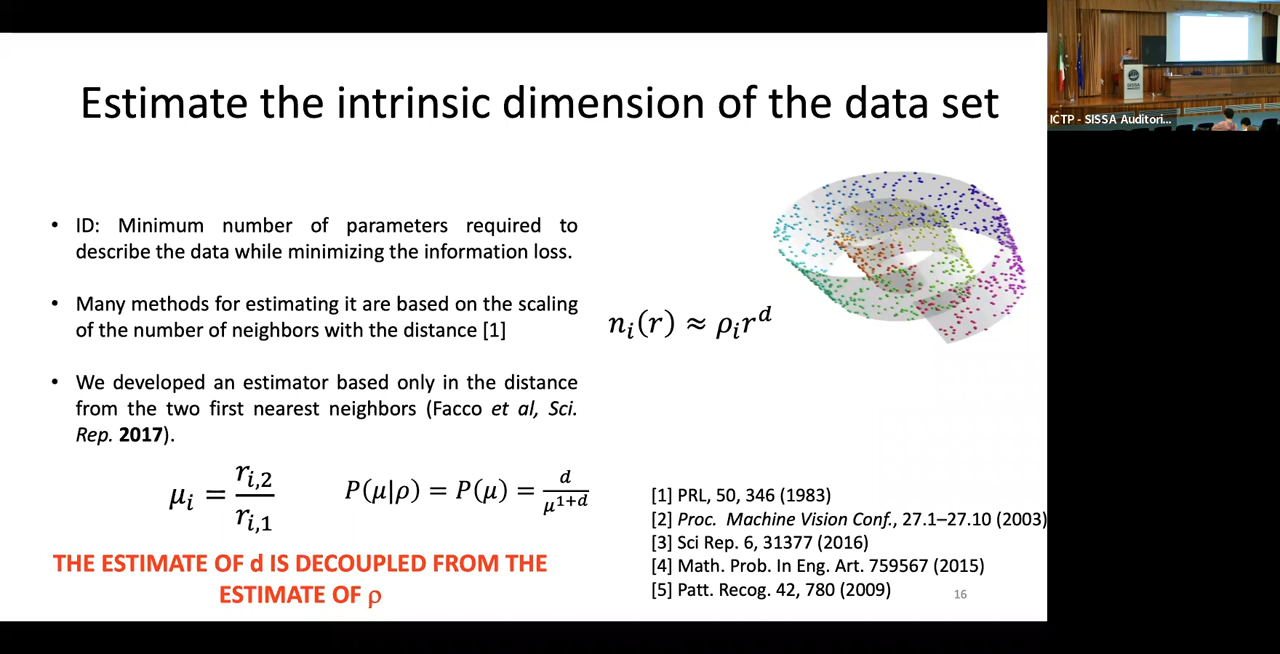 Estimate the intrinsic dimension of the data set
• ID: Minimum number of parameters required to
describe the data while minimizing the information loss.
• Many methods for estimating it are based on the scaling
of the number of neighbors with the distance [1]
n_i(r) ≈ ρ_i r^d
• We developed an estimator based only in the distance
from the two first nearest neighbors (Facco et al, Sci.
Rep. 2017).
μ_i = r_{i,2} / r_{i,1}
P(μ|ρ) = P(μ) = d / μ^{1+d}
THE ESTIMATE OF d IS DECOUPLED FROM THE
ESTIMATE OF ρ
[1] PRL, 50, 346 (1983)
[2] Proc. Machine Vision Conf., 27.1–27.10 (2003)
[3] Sci Rep. 6, 31377 (2016)
[4] Math. Prob. In Eng. Art. 759567 (2015)
[5] Patt. Recog. 42, 780 (2009)
16
ICTP - SISSA Auditori...
SISSA